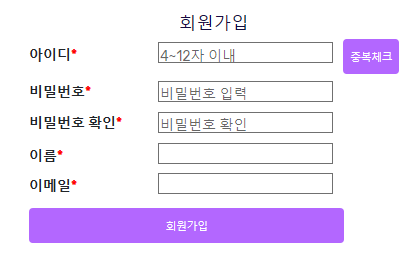 회원가입
아이디* 4~12자 이내 중복체크
비밀번호* 비밀번호 입력
비밀번호 확인* 비밀번호 확인
이름*
이메일*
회원가입